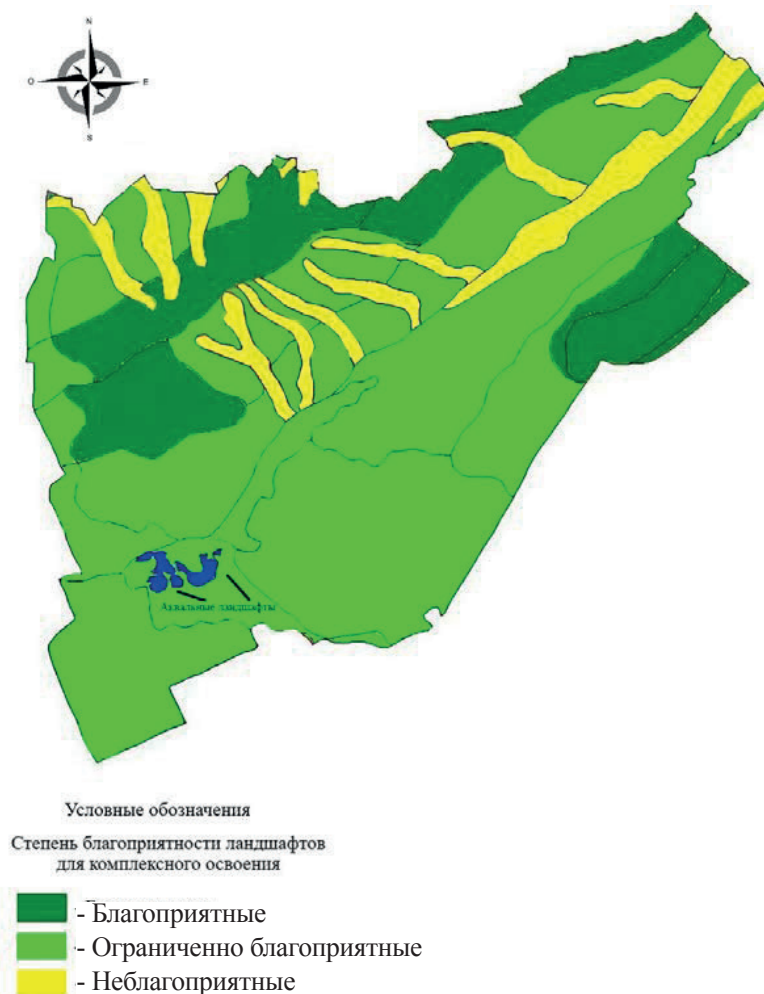 N
O
E
S
Аквальные ландшафты
Условные обозначения
Степень благоприятности ландшафтов
для комплексного освоения
- Благоприятные
- Ограниченно благоприятные
- Неблагоприятные